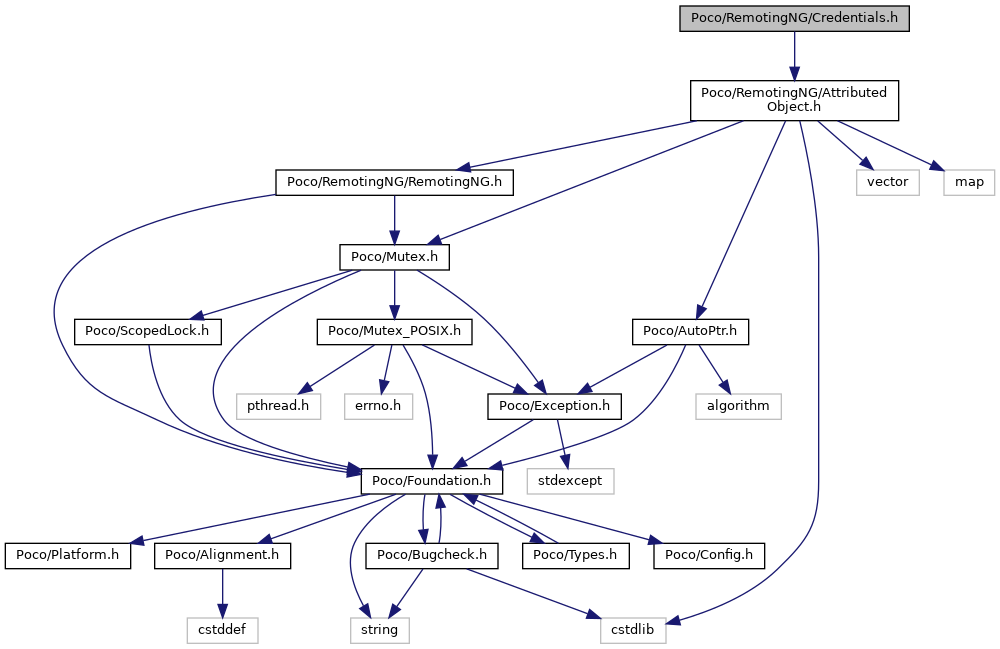 Poco/RemotingNG/Credentials.h
Poco/RemotingNG/Attributed
Object.h
Poco/RemotingNG/RemotingNG.h
vector
map
Poco/Mutex.h
Poco/ScopedLock.h
Poco/Mutex_POSIX.h
Poco/AutoPtr.h
pthread.h
errno.h
Poco/Exception.h
algorithm
Poco/Foundation.h
stdexcept
Poco/Platform.h
Poco/Alignment.h
Poco/Bugcheck.h
Poco/Types.h
Poco/Config.h
cstddef
string
cstdlib